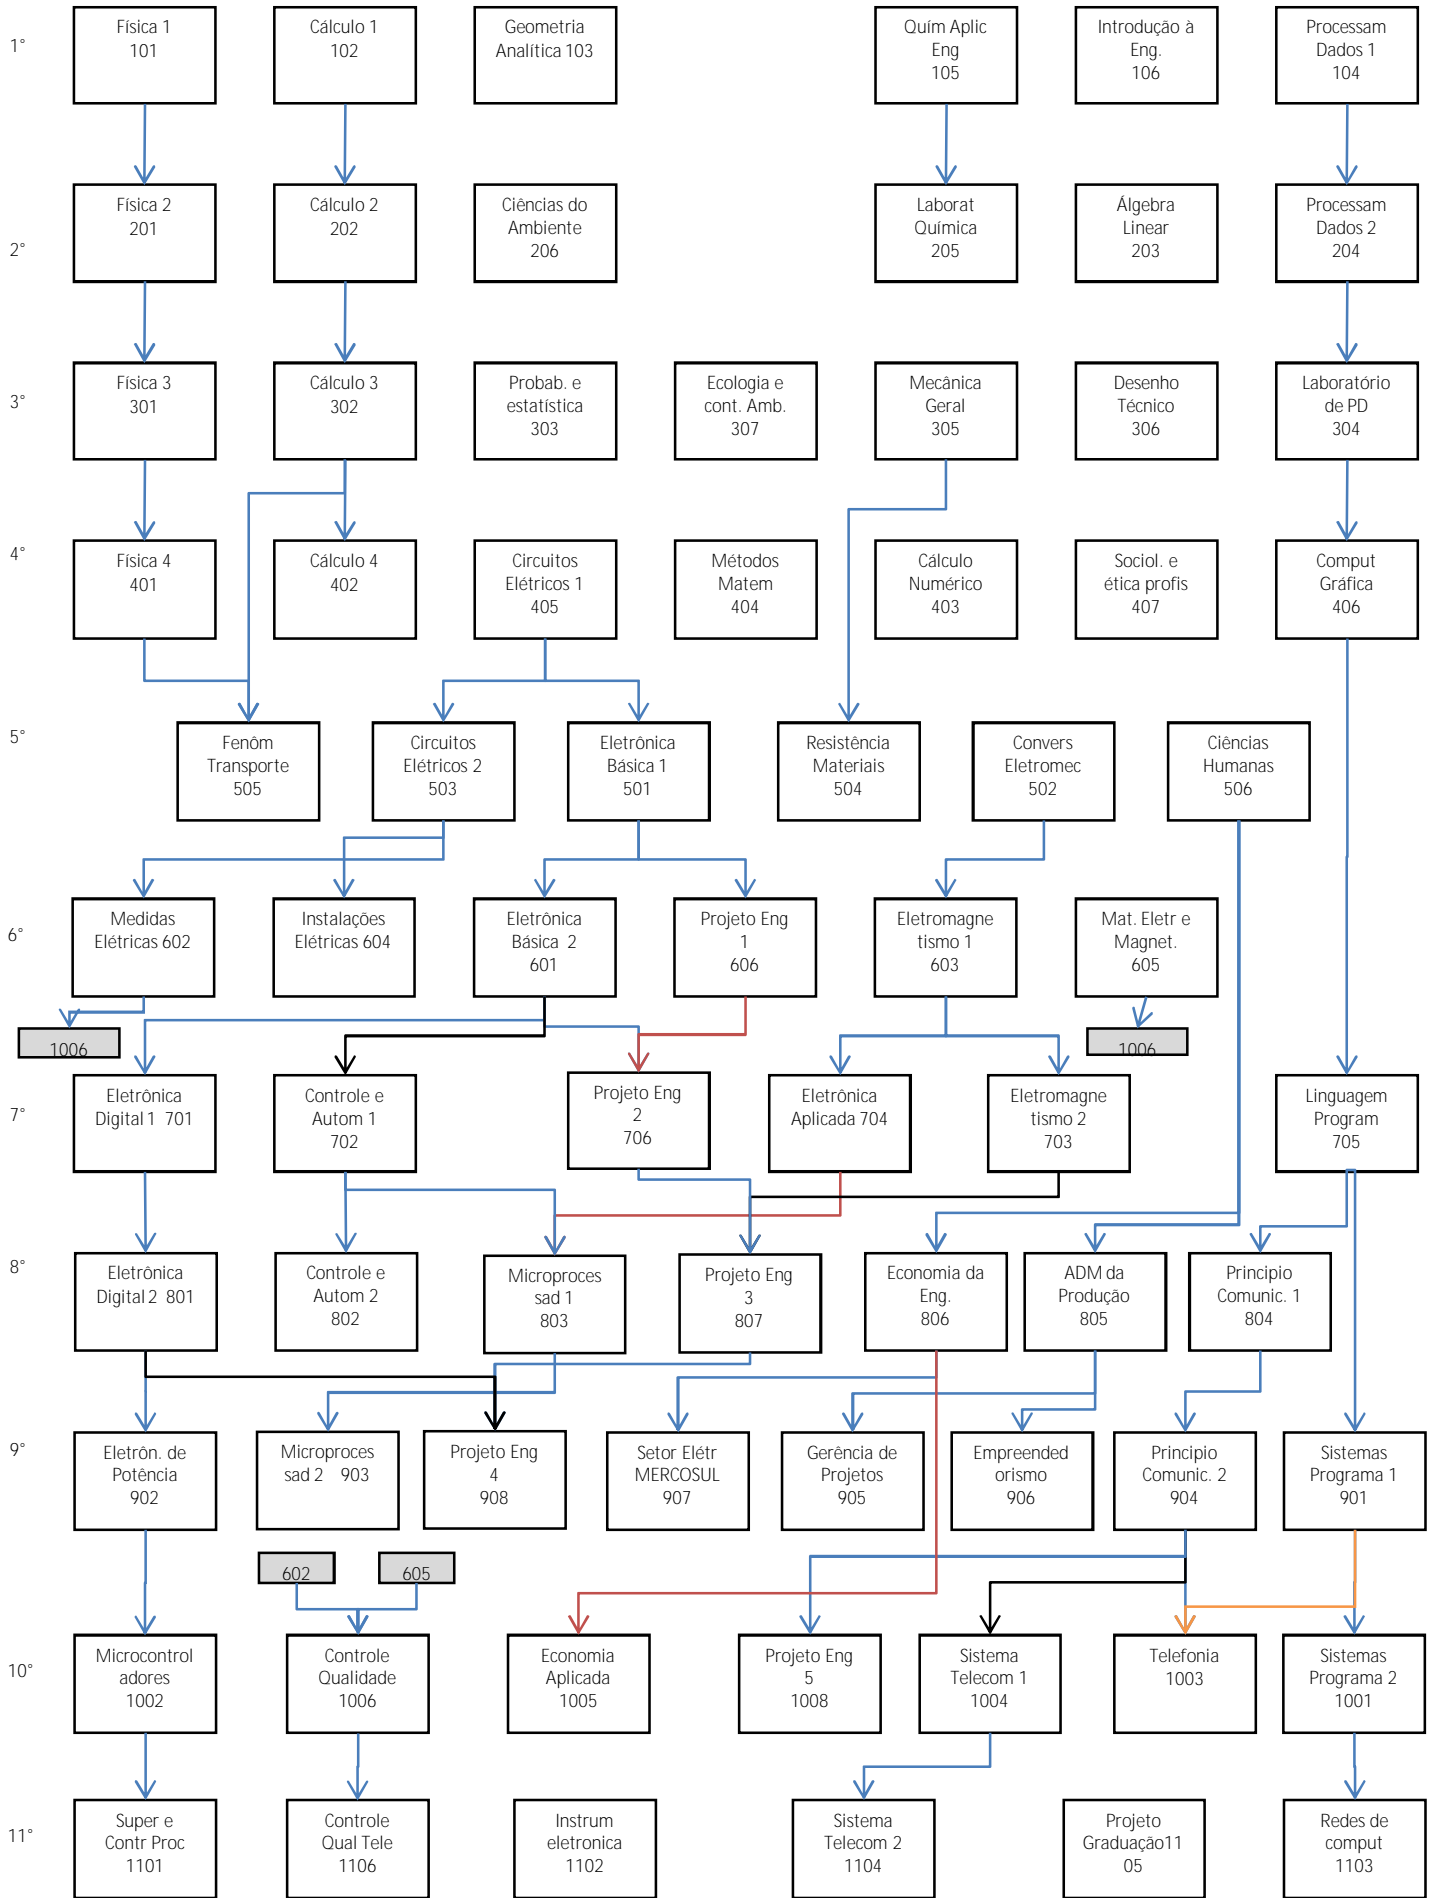 1°
Física 1
101
Cálculo 1
102
Geometria
Analítica 103
Quím Aplic
Eng
105
Introdução à
Eng.
106
Processam
Dados 1
104
2°
Física 2
201
Cálculo 2
202
Ciências do
Ambiente
206
Laborat
Química
205
Álgebra
Linear
203
Processam
Dados 2
204
3°
Física 3
301
Cálculo 3
302
Probab. e
estatística
303
Ecologia e
cont. Amb.
307
Mecânica
Geral
305
Desenho
Técnico
306
Laboratório
de PD
304
4°
Física 4
401
Cálculo 4
402
Circuitos
Elétricos 1
405
Métodos
Matem
404
Cálculo
Numérico
403
Sociol. e
ética profis
407
Comput
Gráfica
406
5°
Fenôm
Transporte
505
Circuitos
Elétricos 2
503
Eletrônica
Básica 1
501
Resistência
Materiais
504
Convers
Eletromec
502
Ciências
Humanas
506
6°
Medidas
Elétricas 602
Instalações
Elétricas 604
Eletrônica
Básica 2
601
Projeto Eng
1
606
Eletromagne
tismo 1
603
Mat. Eletr e
Magnet.
605
1006
1006
7°
Eletrônica
Digital 1 701
Controle e
Autom 1
702
Projeto Eng
2
706
Eletrônica
Aplicada 704
Eletromagne
tismo 2
703
Linguagem
Program
705
8°
Eletrônica
Digital 2 801
Controle e
Autom 2
802
Microproces
sad 1
803
Projeto Eng
3
807
Economia da
Eng.
806
ADM da
Produção
805
Principio
Comunic. 1
804
9°
Eletrôn. de
Potência
902
Microproces
sad 2 903
Projeto Eng
4
908
Setor Elétr
MERCOSUL
907
Gerência de
Projetos
905
Empreended
orismo
906
Principio
Comunic. 2
904
Sistemas
Programa 1
901
602
605
10°
Microcontrol
adores
1002
Controle
Qualidade
1006
Economia
Aplicada
1005
Projeto Eng
5
1008
Sistema
Telecom 1
1004
Telefonia
1003
Sistemas
Programa 2
1001
11°
Super e
Contr Proc
1101
Controle
Qual Tele
1106
Instrum
eletronica
1102
Sistema
Telecom 2
1104
Projeto
Graduação11
05
Redes de
comput
1103